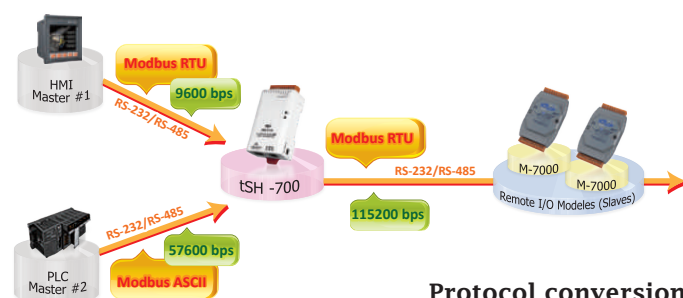 HMI
Master #1
Modbus RTU
9600 bps
RS-232/RS-485
tSH -700
Modbus RTU
RS-232/RS-485
115200 bps
M-7000
M-7000
Remote I/O Modeles (Slaves)
RS-232/RS-485
57600 bps
Modbus ASCII
PLC
Master #2
Protocol conversion